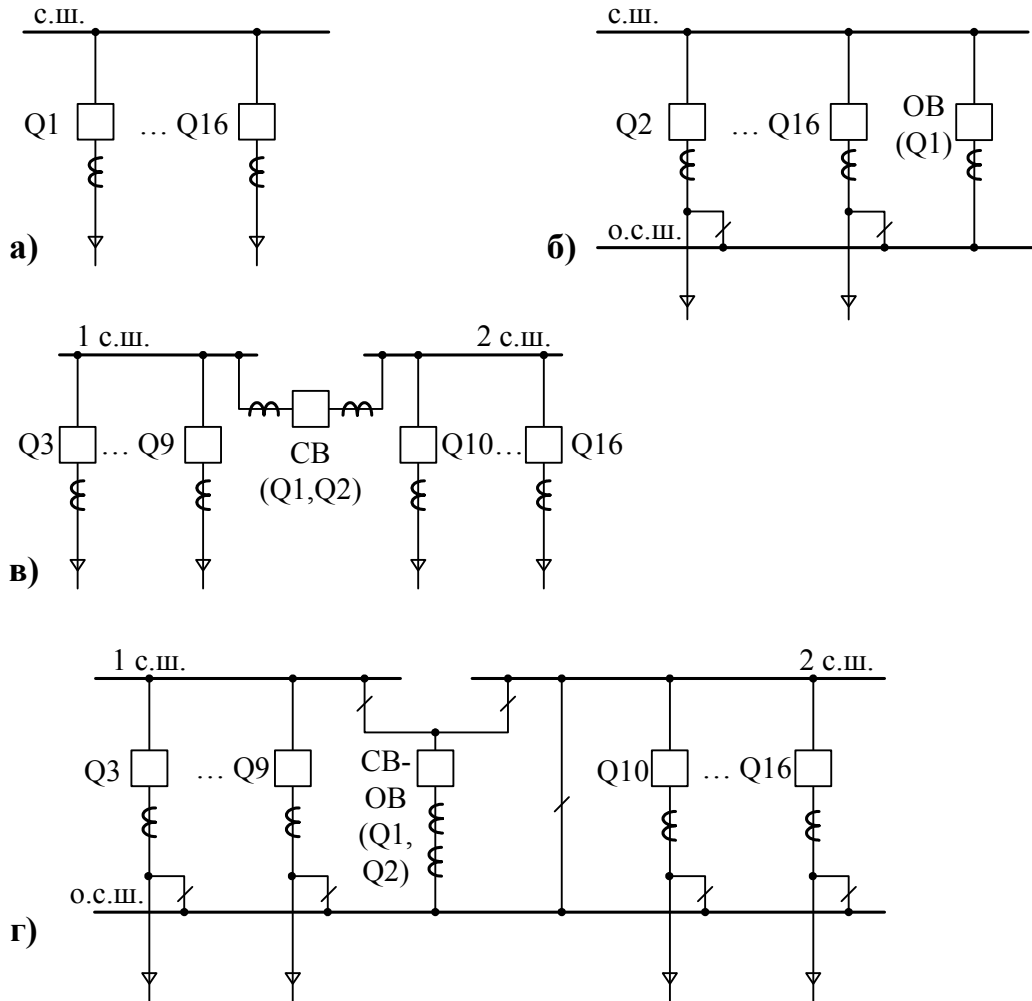 с.ш.
Q1 … Q16
а)
с.ш.
Q2 … Q16
ОВ
(Q1)
о.с.ш.
б)
1 с.ш. 2 с.ш.
Q3 … Q9
СВ
(Q1,Q2)
Q10… Q16
в)
1 с.ш. 2 с.ш.
Q3 … Q9
СВ-
ОВ
(Q1,
Q2)
Q10 … Q16
о.с.ш.
г)